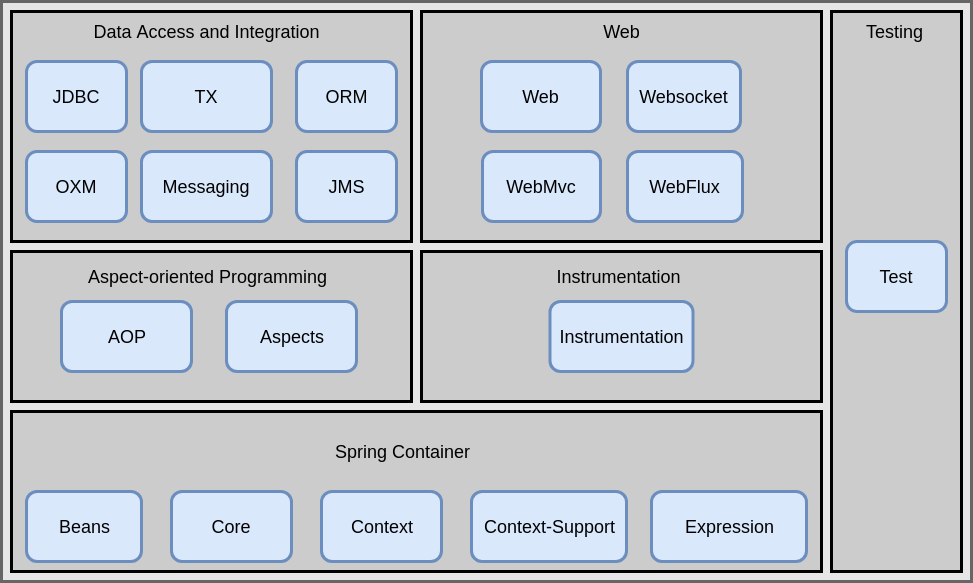 Data Access and Integration
JDBC
TX
ORM
OXM
Messaging
JMS
Web
Web
Websocket
WebMvc
WebFlux
Testing
Test
Aspect-oriented Programming
AOP
Aspects
Instrumentation
Instrumentation
Spring Container
Beans
Core
Context
Context-Support
Expression